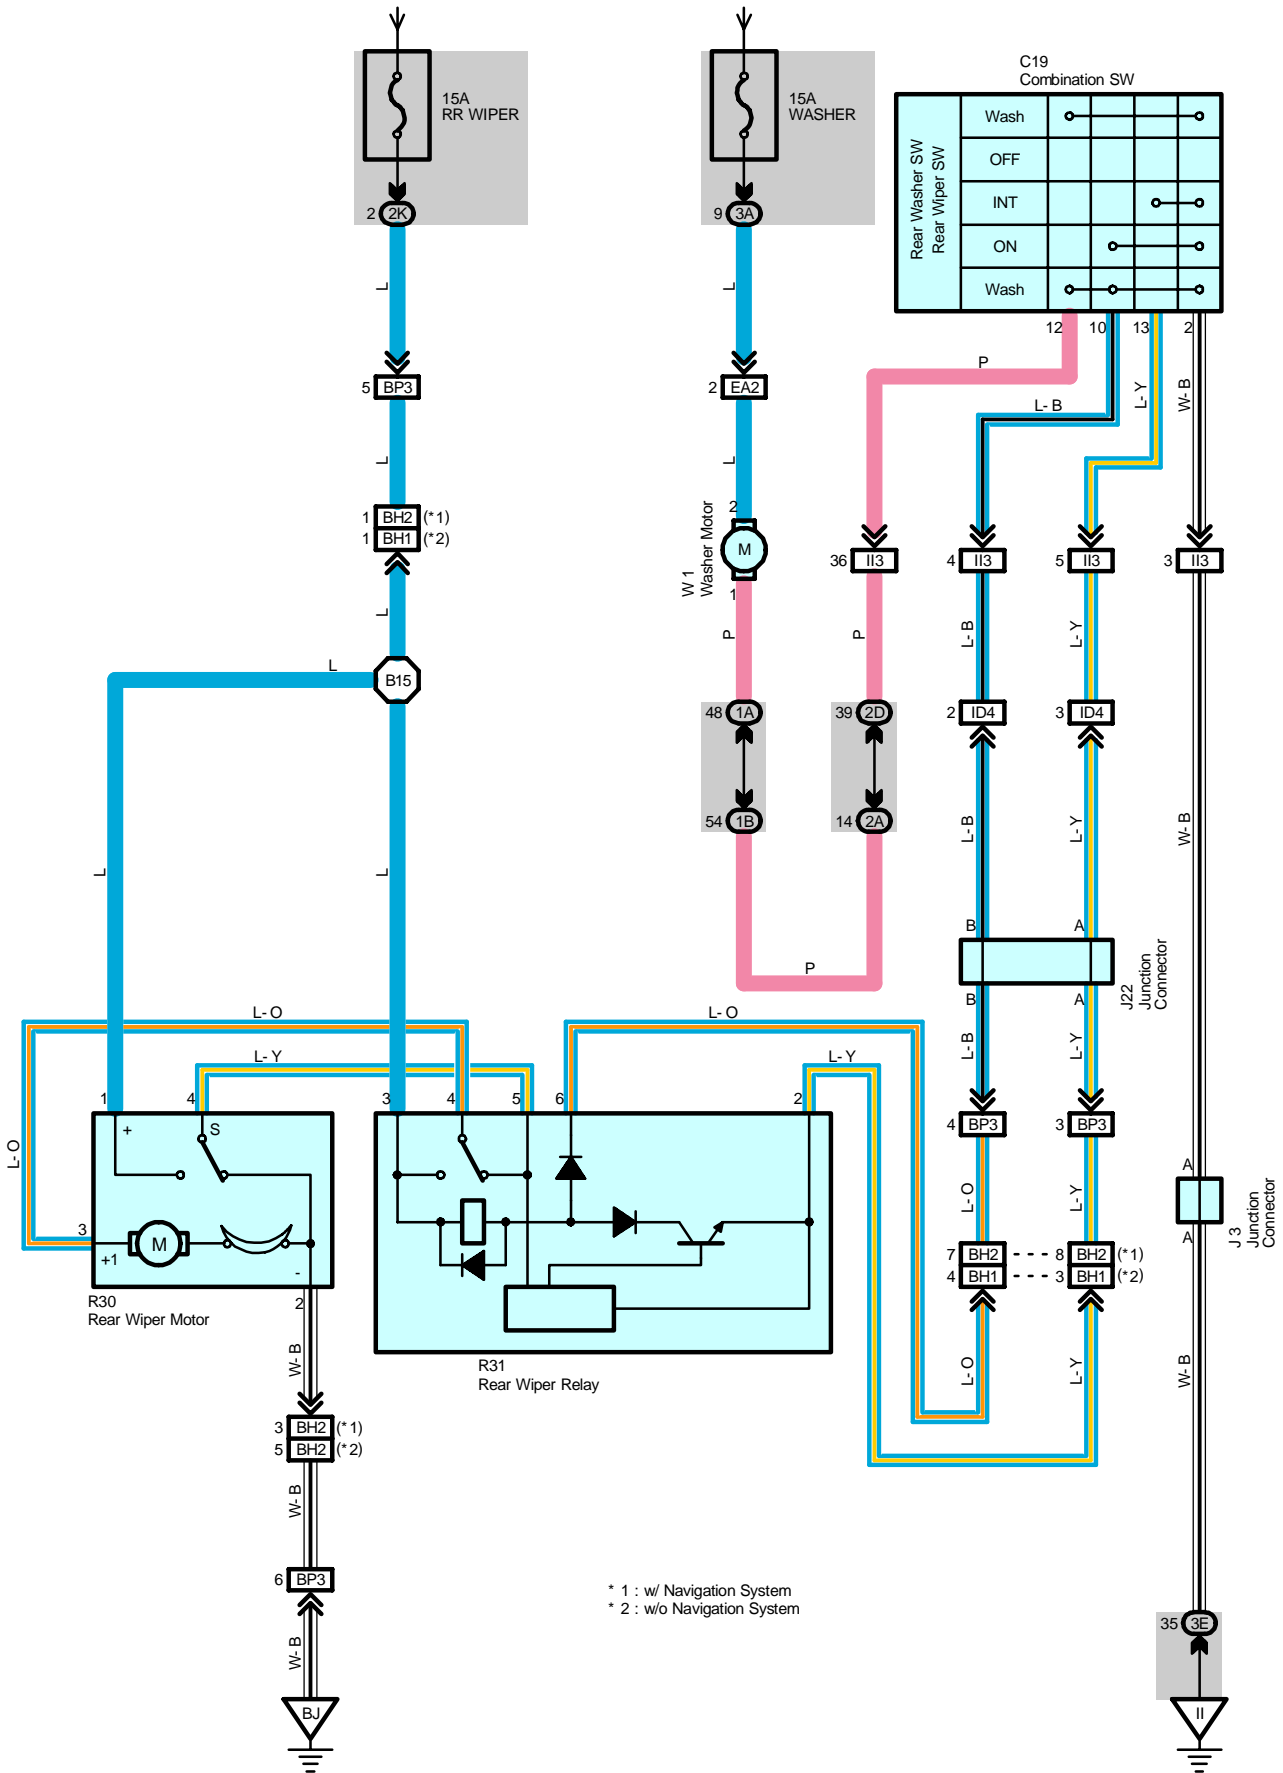 15A
RR WIPER
15A
WASHER
C19
Combination SW
Rear Washer SW
Rear Wiper SW
Wash
OFF
INT
ON
Wash
2 2K
9 3A
12 10 13 2
L
L
P
L- B
L- Y
W- B
5 BP3
2 EA2
L
L
1 BH2 (*1)
1 BH1 (*2)
2
M
1
W 1
Washer Motor
36 II3
4 II3
5 II3
3 II3
L
P
P
L- B
L- Y
L
B15
48 1A
39 2D
2 ID4
3 ID4
54 1B
14 2A
L
L
L- B
L- Y
W- B
P
B A
B A
J22
Junction
Connector
L- O
L- Y
L- O
L- Y
L- B
L- Y
1 4
3 4 5 6 2
4 BP3
3 BP3
L- O
+
S
3
+1
M
-
2
R30
Rear Wiper Motor
R31
Rear Wiper Relay
L- O
L- Y
A
A
J 3
Junction
Connector
7 BH2 - - - 8 BH2 (*1)
4 BH1 - - - 3 BH1 (*2)
W- B
L- O
L- Y
W- B
3 BH2 (* 1)
5 BH2 (* 2)
W- B
6 BP3
W- B
BJ
* 1 : w/ Navigation System
* 2 : w/o Navigation System
35 3E
II